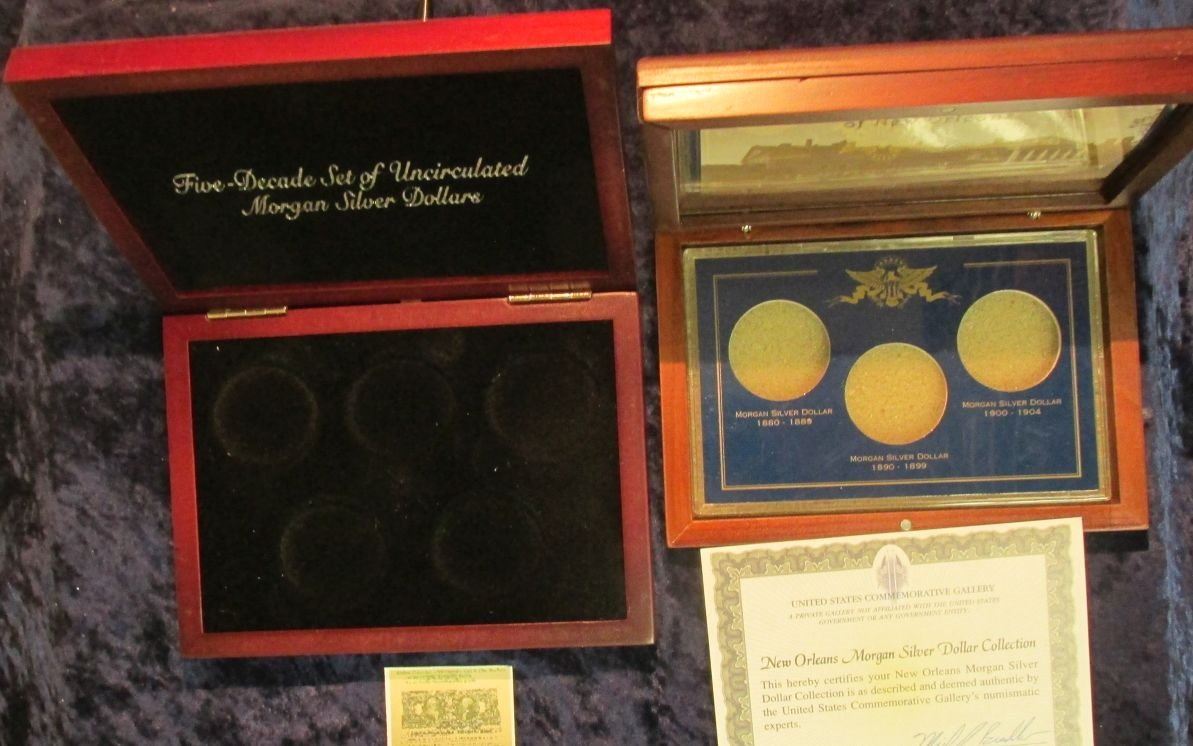 Five-Decade Set of Uncirculated
Morgan Silver Dollars
MORGAN SILVER DOLLAR
1880 - 1889
MORGAN SILVER DOLLAR
1890 - 1899
MORGAN SILVER DOLLAR
1900 - 1904
UNITED STATES COMMEMORATIVE GALLERY
A PRIVATE GALLERY NOT AFFILIATED WITH THE UNITED STATES
GOVERNMENT OR ANY GOVERNMENT ENTITY.
New Orleans Morgan Silver Dollar Collection
This hereby certifies your New Orleans Morgan Silver
Dollar Collection is as described and deemed authentic by
the United States Commemorative Gallery's numismatic
experts.